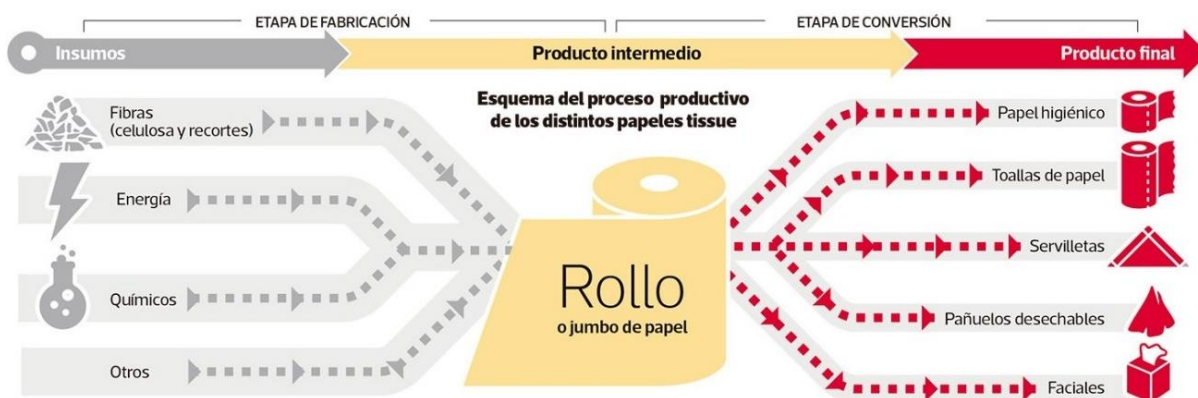 ETAPA DE FABRICACIÓN
ETAPA DE CONVERSIÓN
Insumos
Producto intermedio
Producto final
Esquema del proceso productivo
de los distintos papeles tissue
Fibras
(celulosa y recortes)
Energía
Químicos
Otros
Rollo
o jumbo de papel
Papel higiénico
Toallas de papel
Servilletas
Pañuelos desechables
Faciales